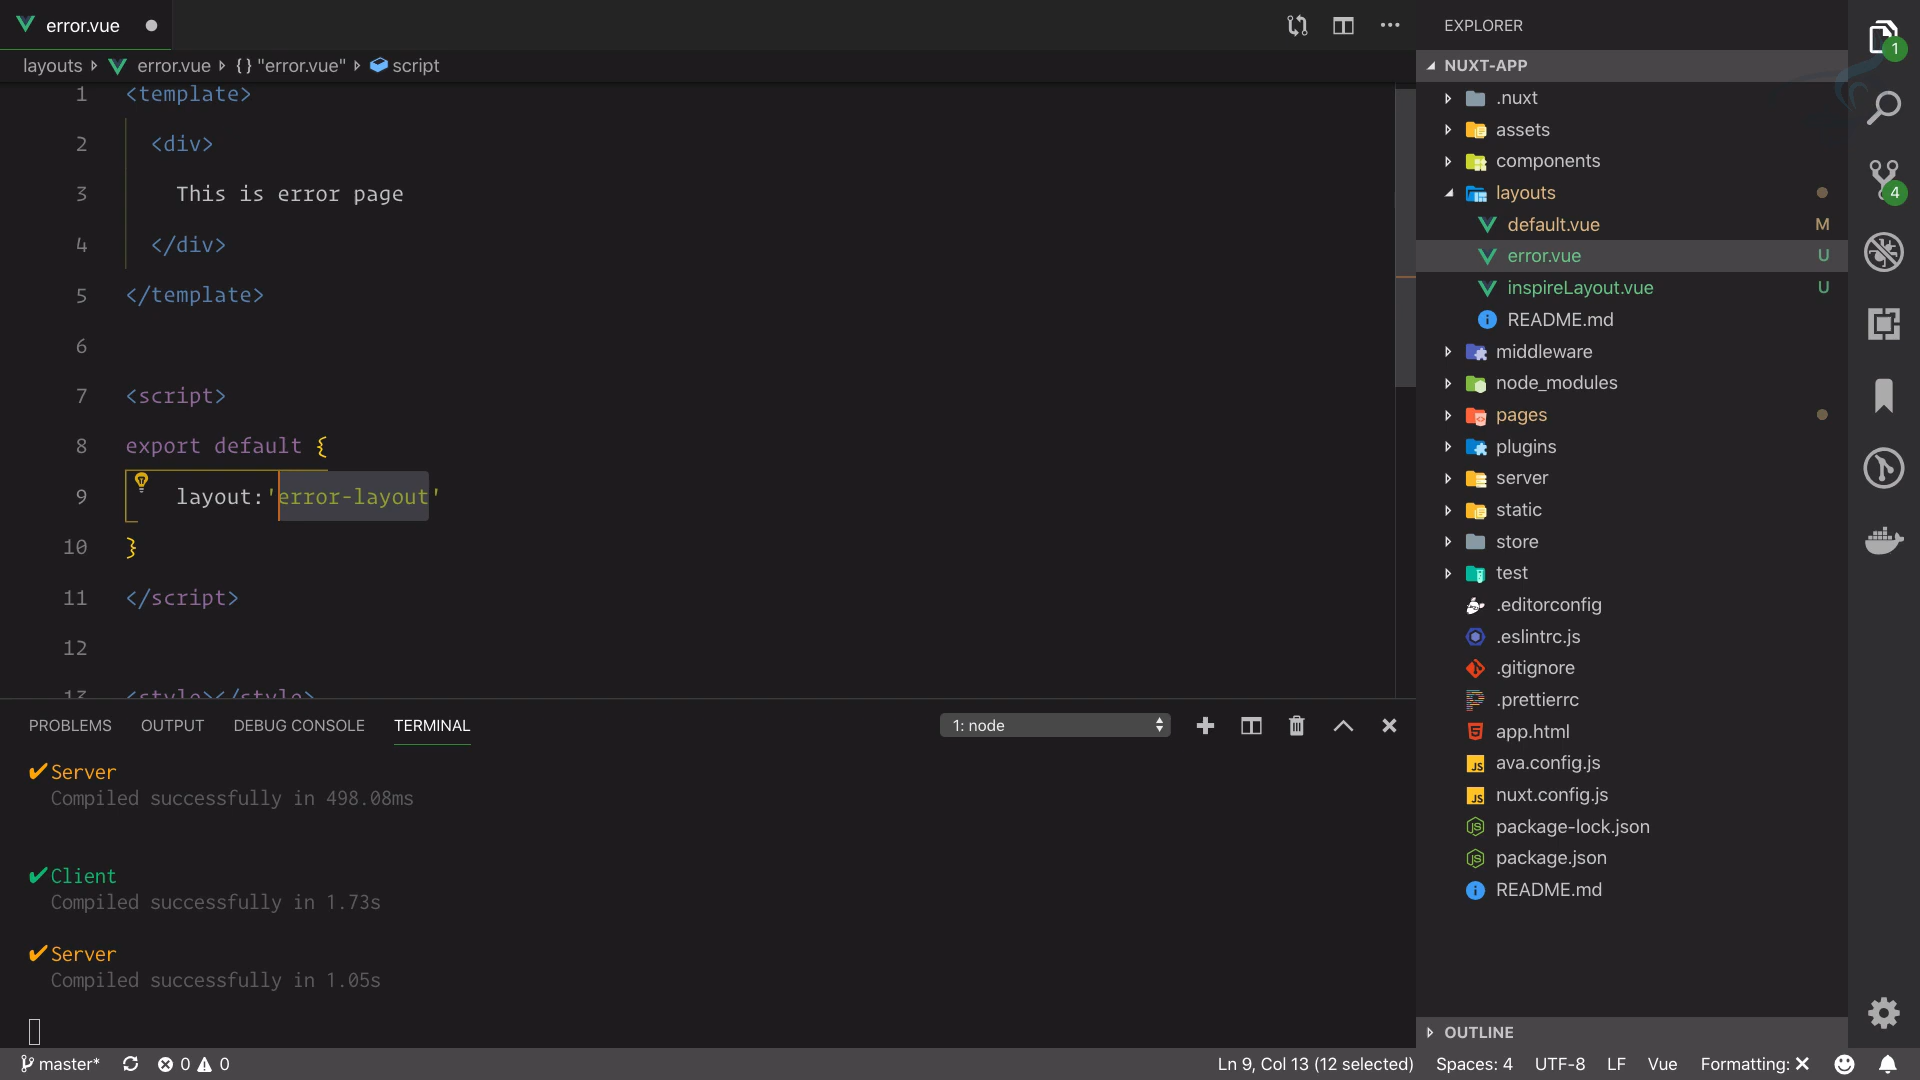 error.vue
layouts error.vue {} "error.vue" script
1 <template>
2 <div>
3 This is error page
4 </div>
5 </template>
6
7 <script>
8 export default {
9 layout:'error-layout'
10 }
11 </script>
12
13 <style></style>
PROBLEMS OUTPUT DEBUG CONSOLE TERMINAL 1: node
✔Server
Compiled successfully in 498.08ms
✔Client
Compiled successfully in 1.73s
✔Server
Compiled successfully in 1.05s
EXPLORER
NUXT-APP
.nuxt
assets
components
layouts
default.vue M
error.vue U
inspireLayout.vue U
README.md
middleware
node_modules
pages
plugins
server
static
store
test
.editorconfig
.eslintrc.js
.gitignore
.prettierrc
app.html
JS ava.config.js
JS nuxt.config.js
package-lock.json
package.json
README.md
OUTLINE
1
4
master* 0 0 Ln 9, Col 13 (12 selected) Spaces: 4 UTF-8 LF Vue Formatting: ✕